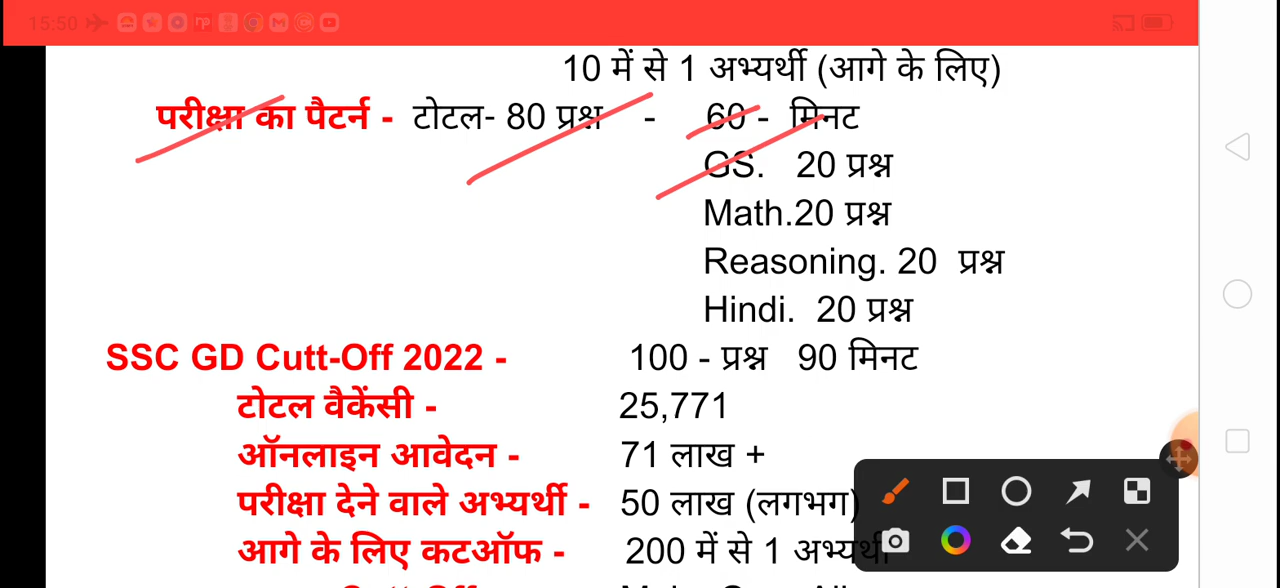 15:50
10 में से 1 अभ्यर्थी (आगे के लिए)
परीक्षा का पैटर्न - टोटल- 80 प्रश्न - 60 - मिनट
GS. 20 प्रश्न
Math.20 प्रश्न
Reasoning. 20 प्रश्न
Hindi. 20 प्रश्न
SSC GD Cutt-Off 2022 - 100 - प्रश्न 90 मिनट
टोटल वैकेंसी - 25,771
ऑनलाइन आवेदन - 71 लाख +
परीक्षा देने वाले अभ्यर्थी - 50 लाख (लगभग)
आगे के लिए कटऑफ - 200 में से 1 अभ्यर्थी